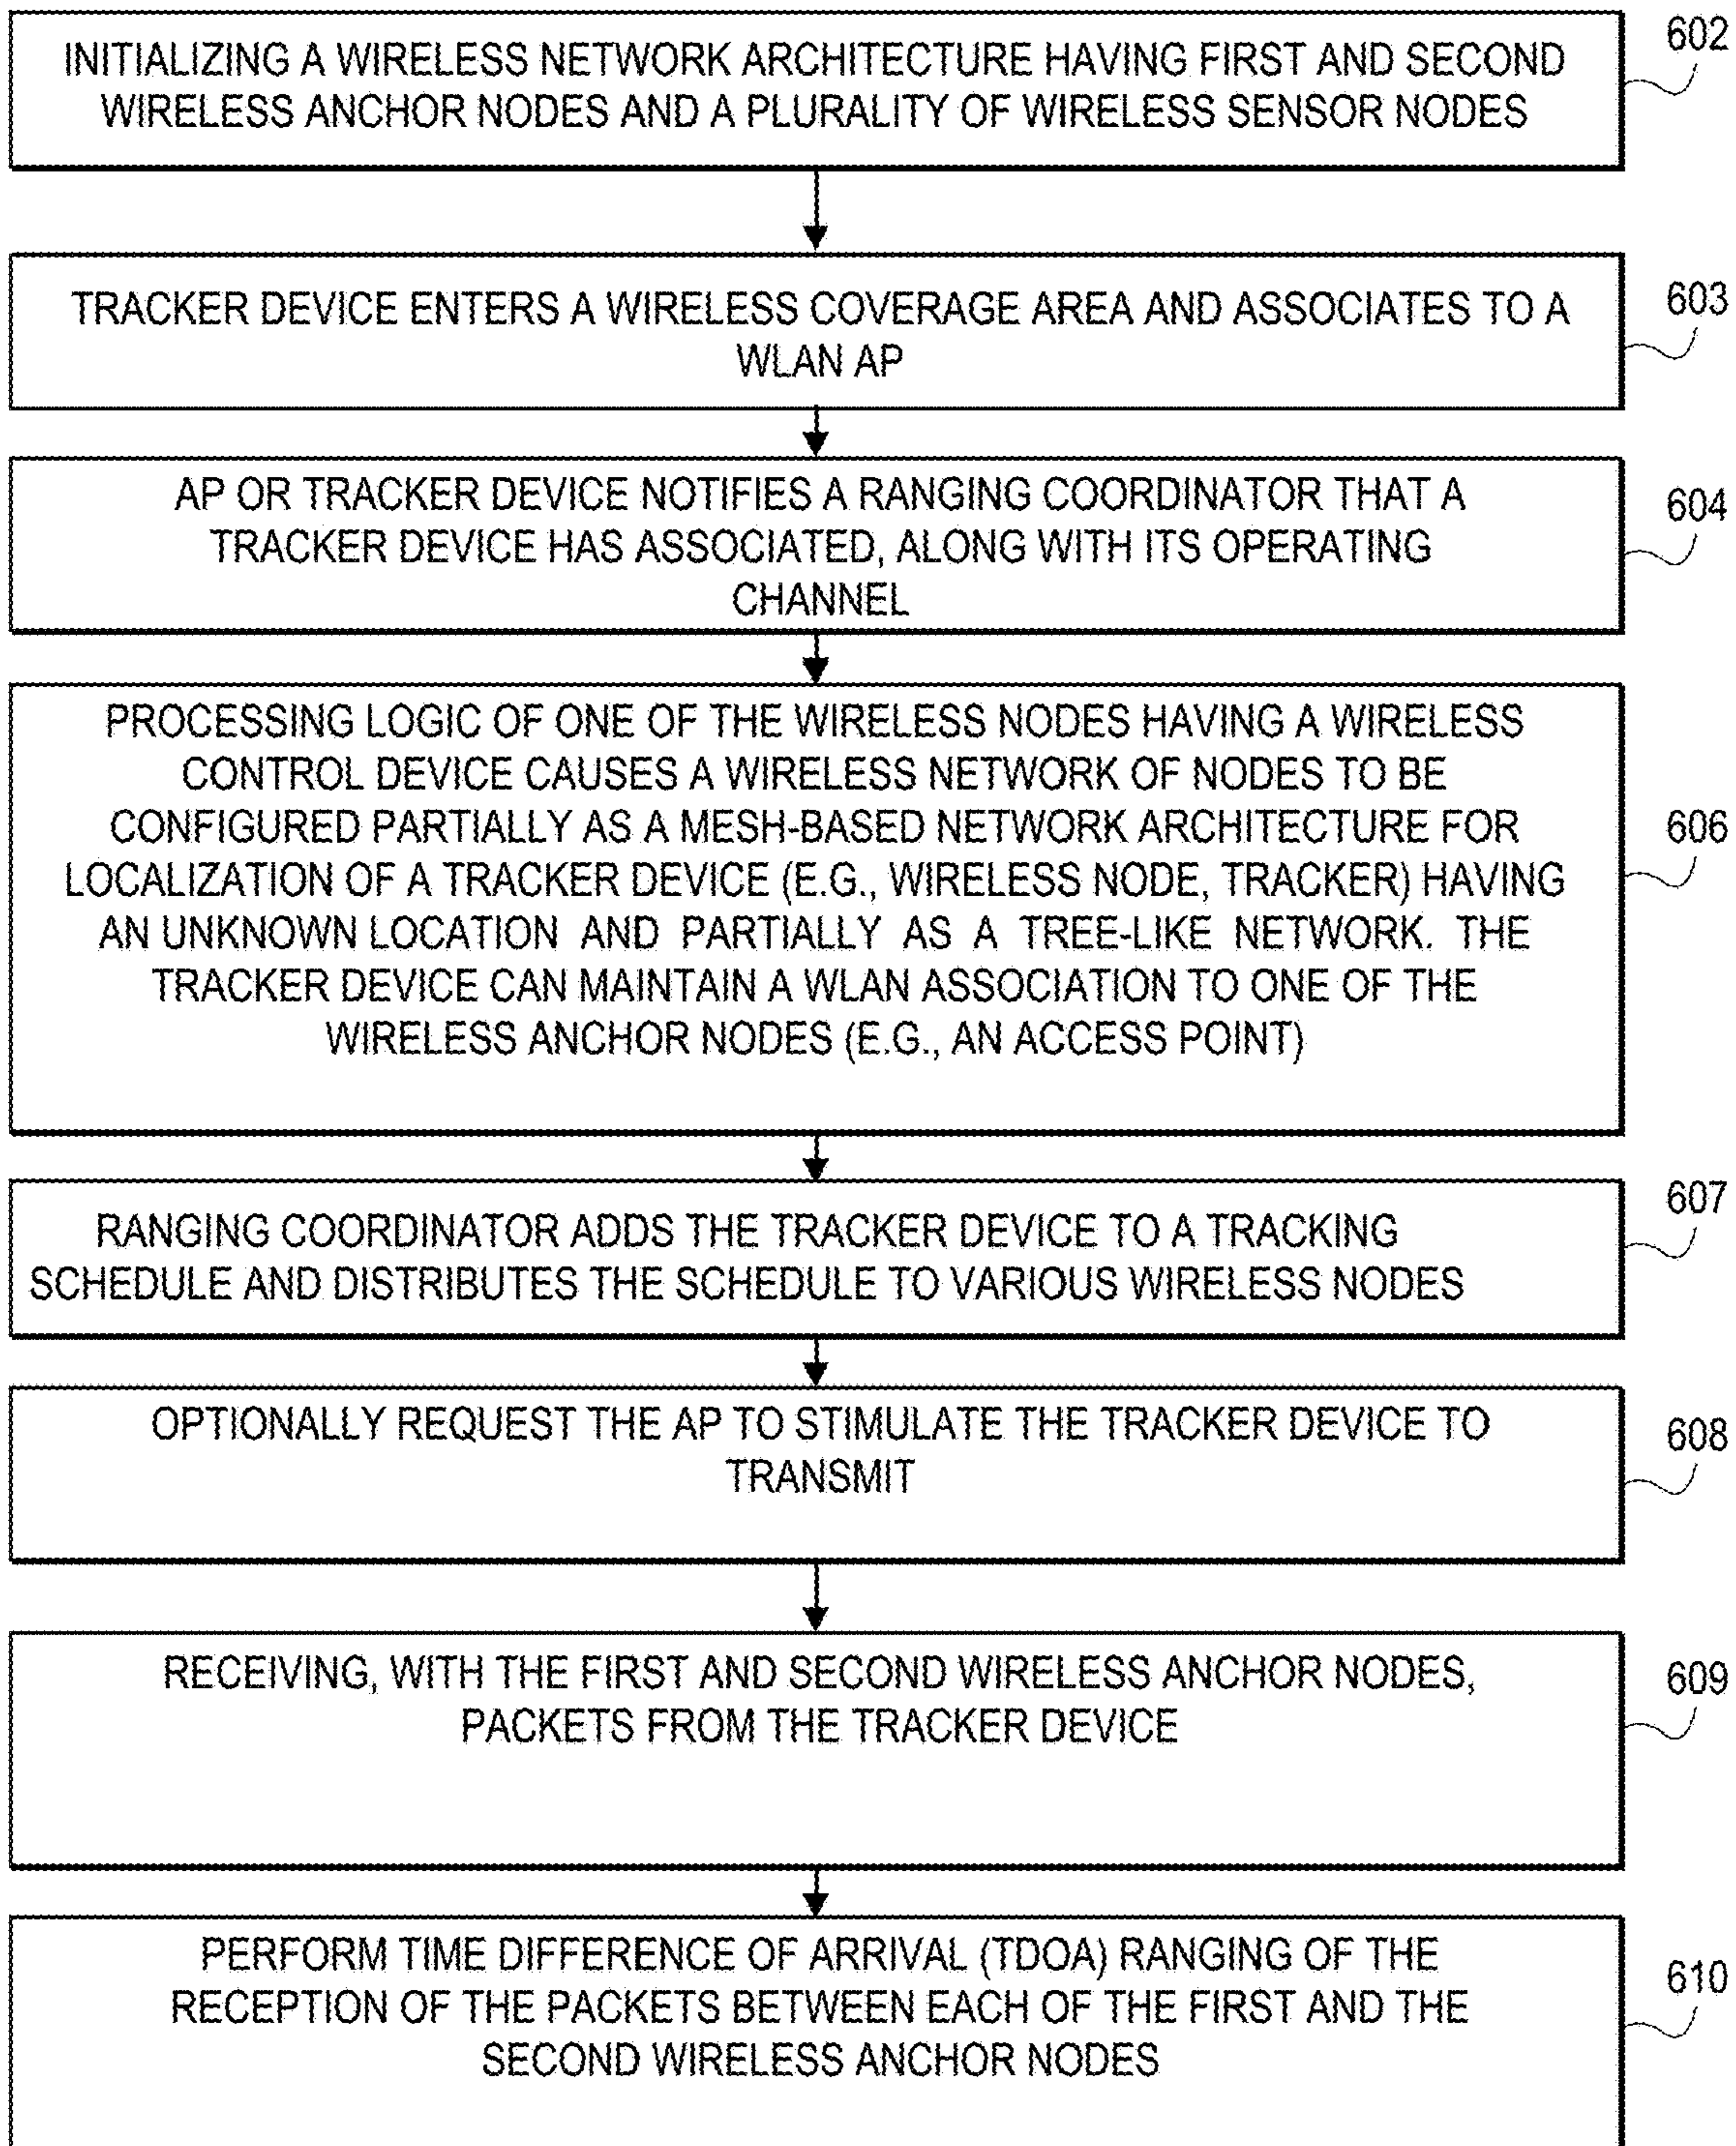 602
INITIALIZING A WIRELESS NETWORK ARCHITECTURE HAVING FIRST AND SECOND
WIRELESS ANCHOR NODES AND A PLURALITY OF WIRELESS SENSOR NODES
603
TRACKER DEVICE ENTERS A WIRELESS COVERAGE AREA AND ASSOCIATES TO A
WLAN AP
604
AP OR TRACKER DEVICE NOTIFIES A RANGING COORDINATOR THAT A
TRACKER DEVICE HAS ASSOCIATED, ALONG WITH ITS OPERATING
CHANNEL
606
PROCESSING LOGIC OF ONE OF THE WIRELESS NODES HAVING A WIRELESS
CONTROL DEVICE CAUSES A WIRELESS NETWORK OF NODES TO BE
CONFIGURED PARTIALLY AS A MESH-BASED NETWORK ARCHITECTURE FOR
LOCALIZATION OF A TRACKER DEVICE (E.G., WIRELESS NODE, TRACKER) HAVING
AN UNKNOWN LOCATION AND PARTIALLY AS A TREE-LIKE NETWORK. THE
TRACKER DEVICE CAN MAINTAIN A WLAN ASSOCIATION TO ONE OF THE
WIRELESS ANCHOR NODES (E.G., AN ACCESS POINT)
607
RANGING COORDINATOR ADDS THE TRACKER DEVICE TO A TRACKING
SCHEDULE AND DISTRIBUTES THE SCHEDULE TO VARIOUS WIRELESS NODES
608
OPTIONALLY REQUEST THE AP TO STIMULATE THE TRACKER DEVICE TO
TRANSMIT
609
RECEIVING, WITH THE FIRST AND SECOND WIRELESS ANCHOR NODES,
PACKETS FROM THE TRACKER DEVICE
610
PERFORM TIME DIFFERENCE OF ARRIVAL (TDOA) RANGING OF THE
RECEPTION OF THE PACKETS BETWEEN EACH OF THE FIRST AND THE
SECOND WIRELESS ANCHOR NODES